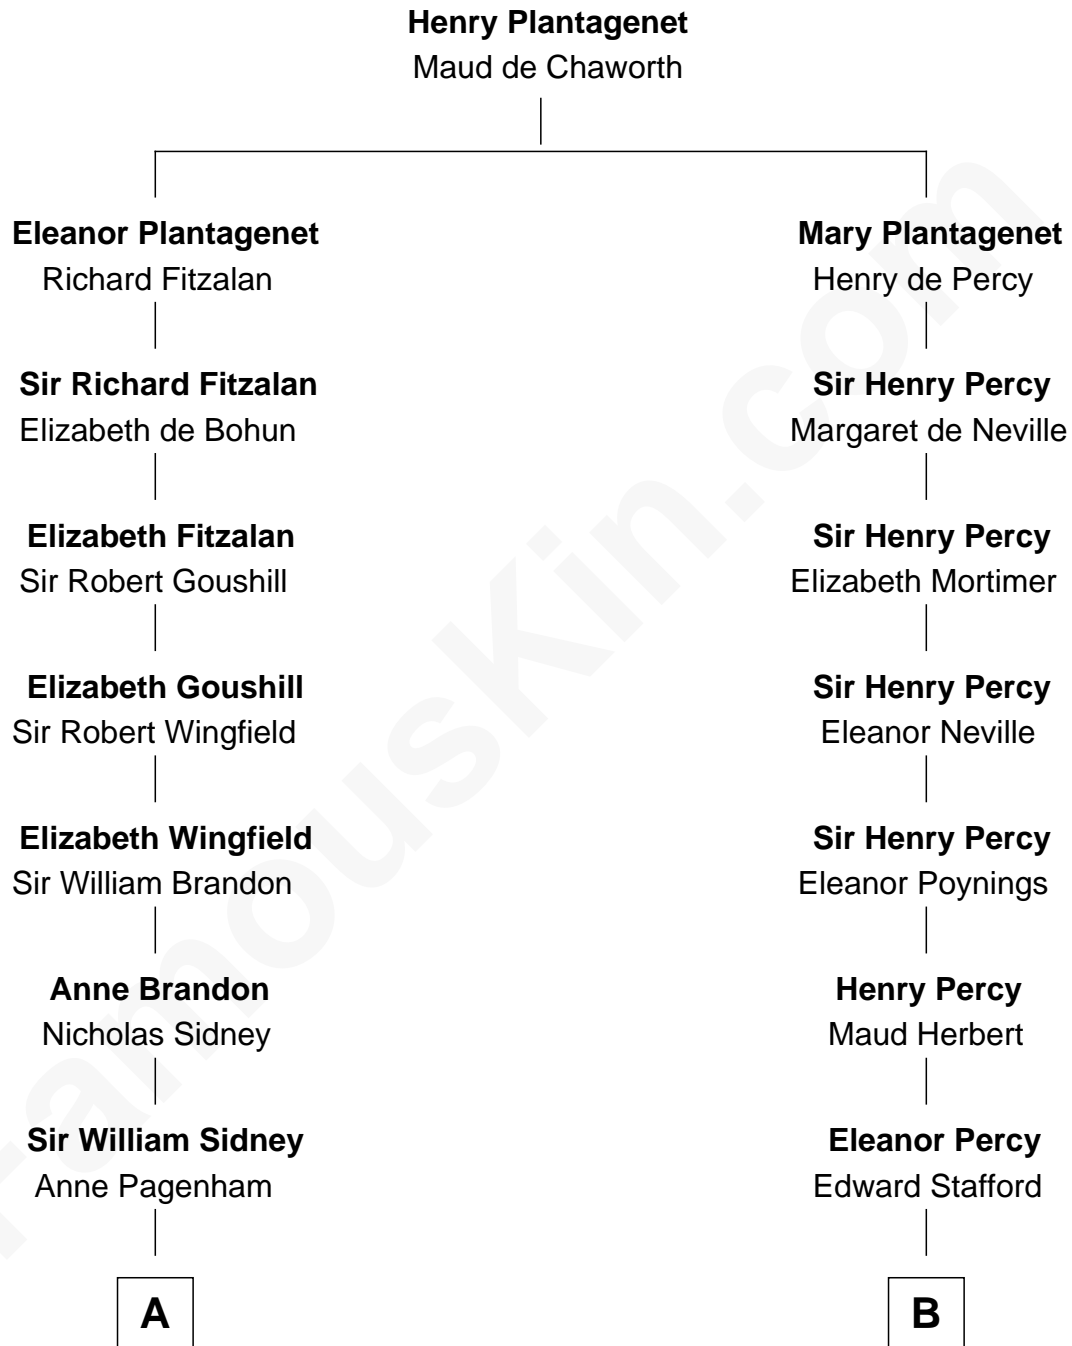 Henry Plantagenet
Maud de Chaworth
Eleanor Plantagenet
Richard Fitzalan
Mary Plantagenet
Henry de Percy
Sir Richard Fitzalan
Elizabeth de Bohun
Sir Henry Percy
Margaret de Neville
Elizabeth Fitzalan
Sir Robert Goushill
Sir Henry Percy
Elizabeth Mortimer
Elizabeth Goushill
Sir Robert Wingfield
Sir Henry Percy
Eleanor Neville
Elizabeth Wingfield
Sir William Brandon
Sir Henry Percy
Eleanor Poynings
Anne Brandon
Nicholas Sidney
Henry Percy
Maud Herbert
Sir William Sidney
Anne Pagenham
Eleanor Percy
Edward Stafford
A
B
FamousKin.com